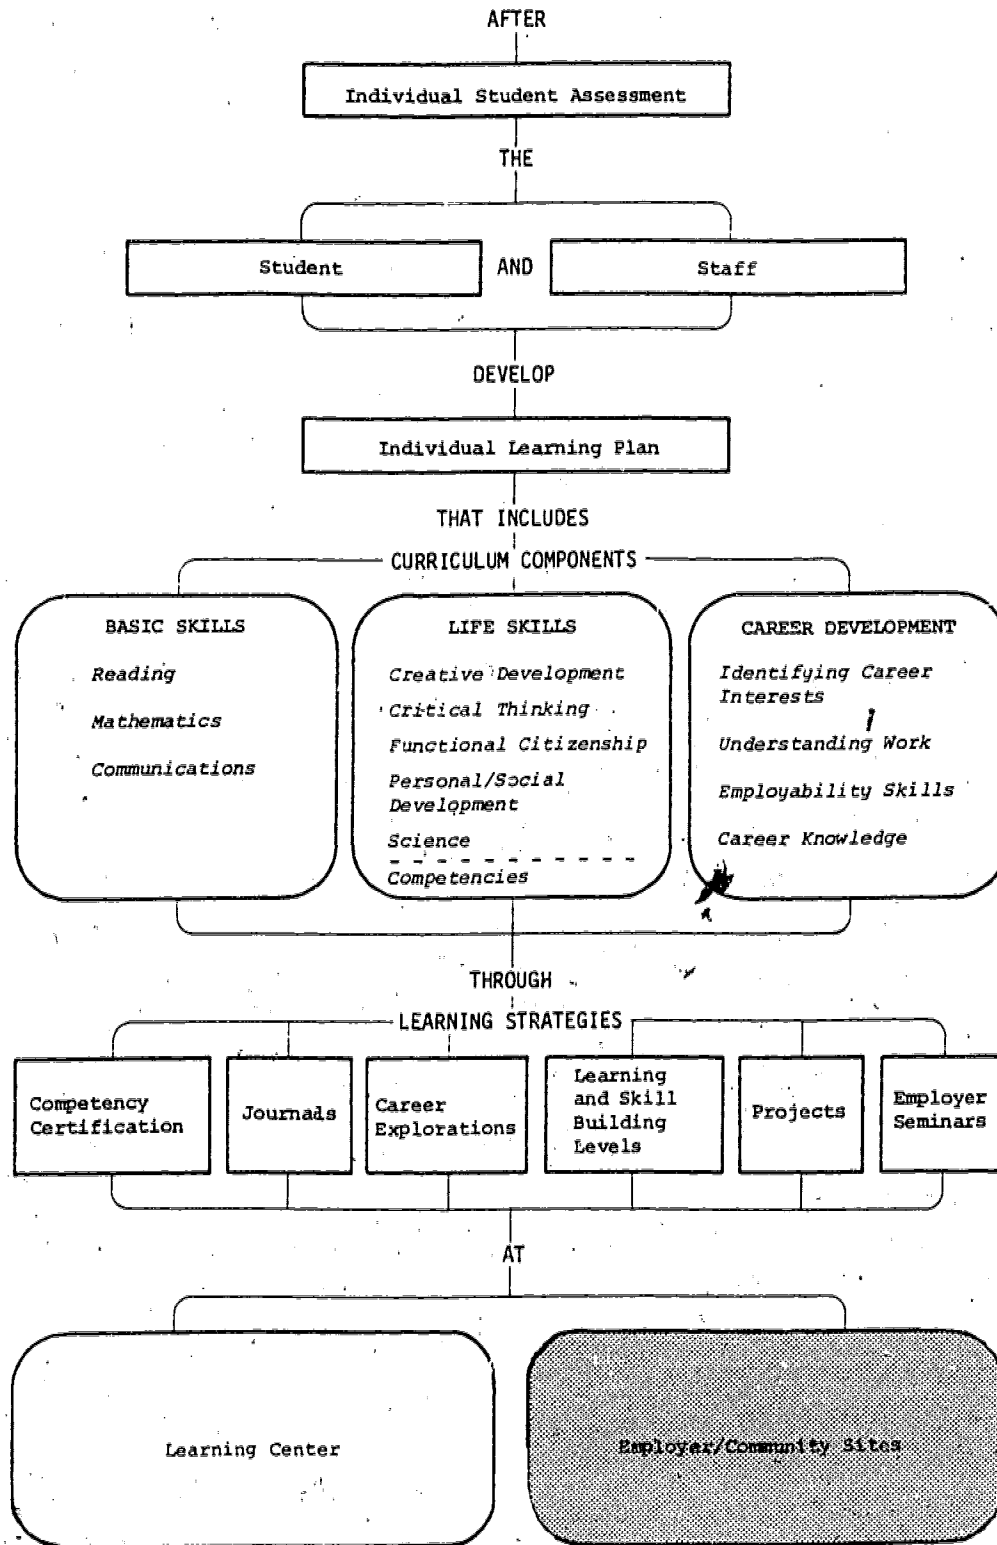 AFTER
Individual Student Assessment
THE
Student AND Staff
DEVELOP
Individual Learning Plan
THAT INCLUDES
CURRICULUM COMPONENTS
BASIC SKILLS
Reading
Mathematics
Communications
LIFE SKILLS
Creative Development
Critical Thinking
Functional Citizenship
Personal/Social
Development
Science
Competencies
CAREER DEVELOPMENT
Identifying Career
Interests
Understanding Work
Employability Skills
Career Knowledge
THROUGH
LEARNING STRATEGIES
Competency
Certification
Journals
Career
Explorations
Learning
and Skill
Building
Levels
Projects
Employer
Seminars
AT
Learning Center
Employer/Community Sites